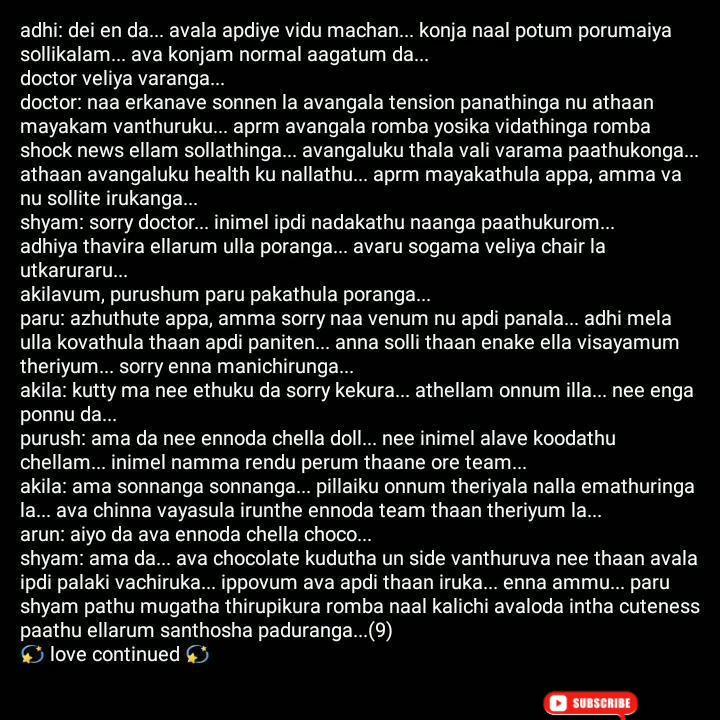 adhi: dei en da... avala apdiye vidu machan... konja naal potum porumaiya
sollikalam... ava konjam normal aagatum da...
doctor veliya varanga...
doctor: naa erkanave sonnen la avangala tension panathinga nu athaan
mayakam vanthuruku... aprm avangala romba yosika vidathinga romba
shock news ellam sollathinga... avangaluku thala vali varama paathukonga...
athaan avangaluku health ku nallathu... aprm mayakathula appa, amma va
nu sollite irukanga...
shyam: sorry doctor... inimel ipdi nadakathu naanga paathukurom...
adhiya thavira ellarum ulla poranga... avaru sogama veliya chair la
utkaruraru...
akilavum, purushum paru pakathula poranga...
paru: azhuthute appa, amma sorry naa venum nu apdi panala... adhi mela
ulla kovathula thaan apdi paniten... anna solli thaan enake ella visayamum
theriyum... sorry enna manichirunga...
akila: kutty ma nee ethuku da sorry kekura... athellam onnum illa... nee enga
ponnu da...
purush: ama da nee ennoda chella doll... nee inimel alave koodathu
chellam... inimel namma rendu perum thaane ore team...
akila: ama sonnanga sonnanga... pillaiku onnum theriyala nalla emathuringa
la... ava chinna vayasula irunthe ennoda team thaan theriyum la...
arun: aiyo da ava ennoda chella choco...
shyam: ama da... ava chocolate kudutha un side vanthuruva nee thaan avala
ipdi palaki vachiruka... ippovum ava apdi thaan iruka... enna ammu... paru
shyam pathu mugatha thirupikura romba naal kalichi avaloda intha cuteness
paathu ellarum santhosha paduranga...(9)
💫 love continued 💫
SUBSCRIBE